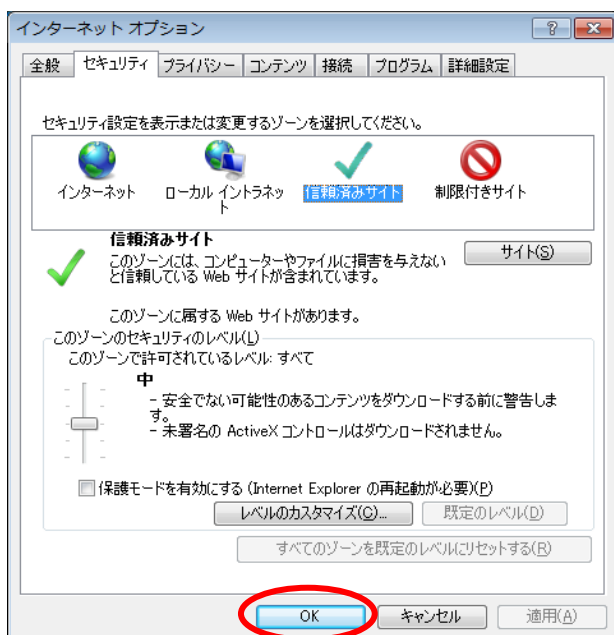 インターネット オプション
全般 セキュリティ プライバシー コンテンツ 接続 プログラム 詳細設定
セキュリティ設定を表示または変更するゾーンを選択してください。
インターネット ローカル イントラネッ 信頼済みサイト 制限付きサイト
ト
信頼済みサイト
サイト(S)
このゾーンには、コンピューターやファイルに損害を与えない
と信頼している Web サイトが含まれています。
このゾーンに属する Web サイトがあります。
このゾーンのセキュリティのレベル(L)
このゾーンで許可されているレベル: すべて
中
- 安全でない可能性のあるコンテンツをダウンロードする前に警告しま
す。
- 未署名の ActiveX コントロールはダウンロードされません。
保護モードを有効にする (Internet Explorer の再起動が必要)(P)
レベルのカスタマイズ(C)... 既定のレベル(D)
すべてのゾーンを既定のレベルにリセットする(R)
OK キャンセル 適用(A)